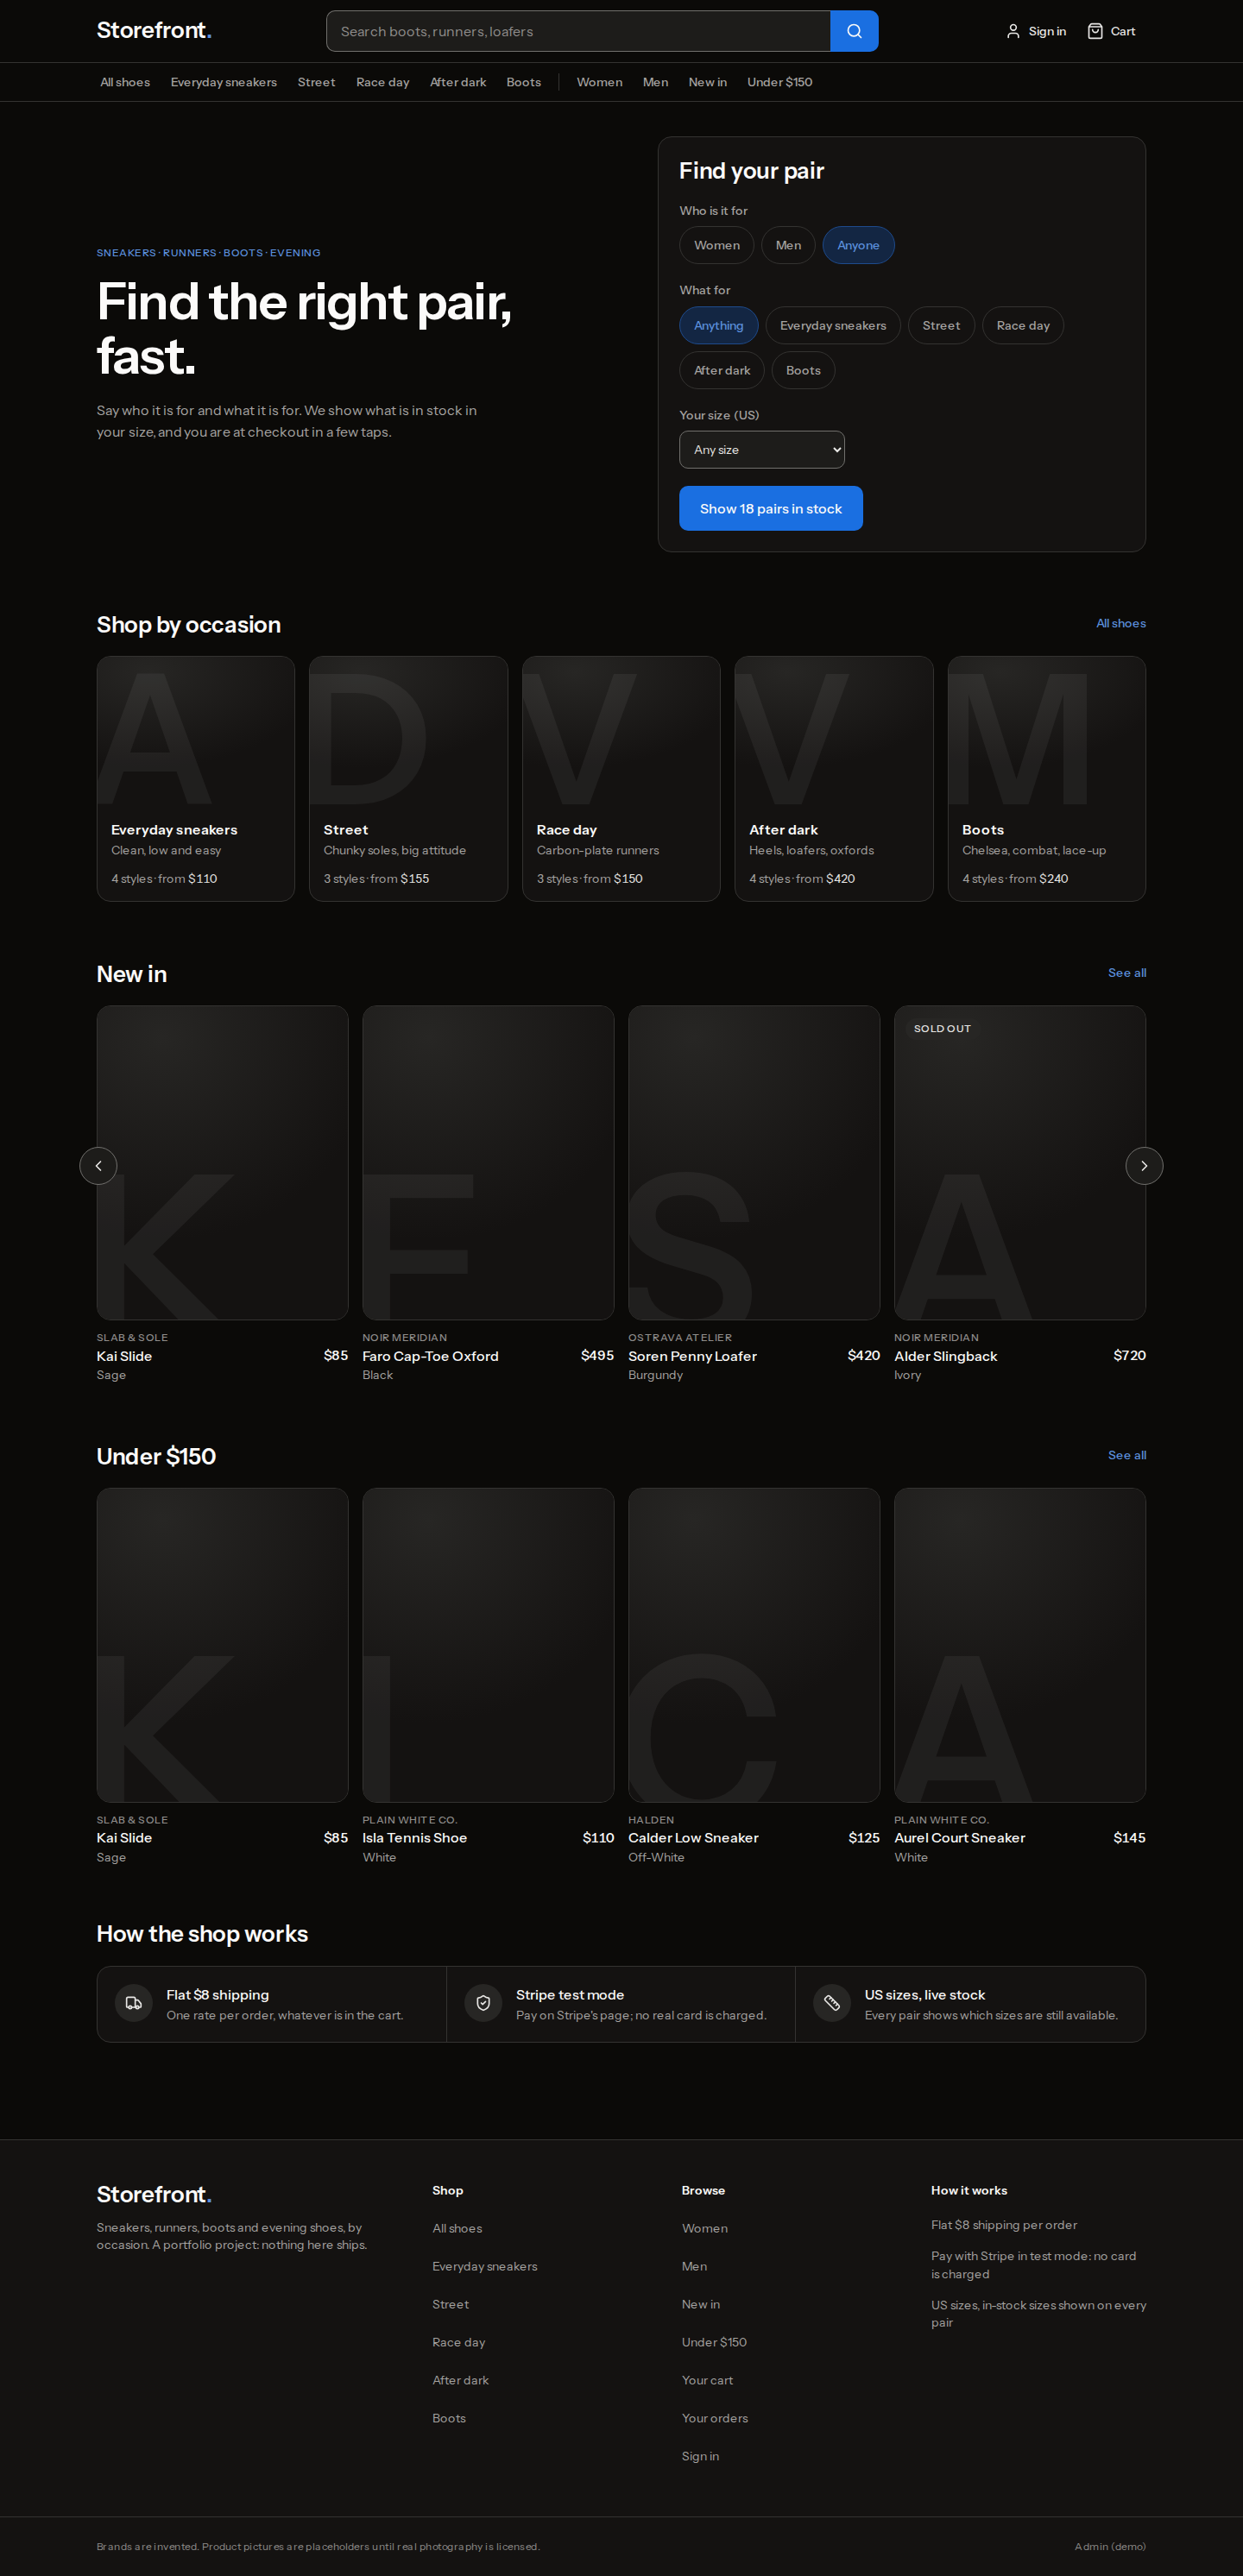 Storefront.
Search boots, runners, loafers
Sign in
Cart
All shoes
Everyday sneakers
Street
Race day
After dark
Boots
Women
Men
New in
Under $150
SNEAKERS · RUNNERS · BOOTS · EVENING
Find the right pair,
fast.
Say who it is for and what it is for. We show what is in stock in
your size, and you are at checkout in a few taps.
Find your pair
Who is it for
Women
Men
Anyone
What for
Anything
Everyday sneakers
Street
Race day
After dark
Boots
Your size (US)
Any size
Show 18 pairs in stock
Shop by occasion
All shoes
A
Everyday sneakers
Clean, low and easy
4 styles · from $110
D
Street
Chunky soles, big attitude
3 styles · from $155
V
Race day
Carbon-plate runners
3 styles · from $150
V
After dark
Heels, loafers, oxfords
4 styles · from $420
M
Boots
Chelsea, combat, lace-up
4 styles · from $240
New in
See all
K
SLAB & SOLE
Kai Slide
$85
Sage
F
NOIR MERIDIAN
Faro Cap-Toe Oxford
$495
Black
S
OSTRAVA ATELIER
Soren Penny Loafer
$420
Burgundy
SOLD OUT
A
NOIR MERIDIAN
Alder Slingback
$720
Ivory
Under $150
See all
K
SLAB & SOLE
Kai Slide
$85
Sage
I
PLAIN WHITE CO.
Isla Tennis Shoe
$110
White
C
HALDEN
Calder Low Sneaker
$125
Off-White
A
PLAIN WHITE CO.
Aurel Court Sneaker
$145
White
How the shop works
Flat $8 shipping
One rate per order, whatever is in the cart.
Stripe test mode
Pay on Stripe's page; no real card is charged.
US sizes, live stock
Every pair shows which sizes are still available.
Storefront.
Sneakers, runners, boots and evening shoes, by
occasion. A portfolio project: nothing here ships.
Shop
All shoes
Everyday sneakers
Street
Race day
After dark
Boots
Browse
Women
Men
New in
Under $150
Your cart
Your orders
Sign in
How it works
Flat $8 shipping per order
Pay with Stripe in test mode: no card
is charged
US sizes, in-stock sizes shown on every
pair
Brands are invented. Product pictures are placeholders until real photography is licensed.
Admin (demo)